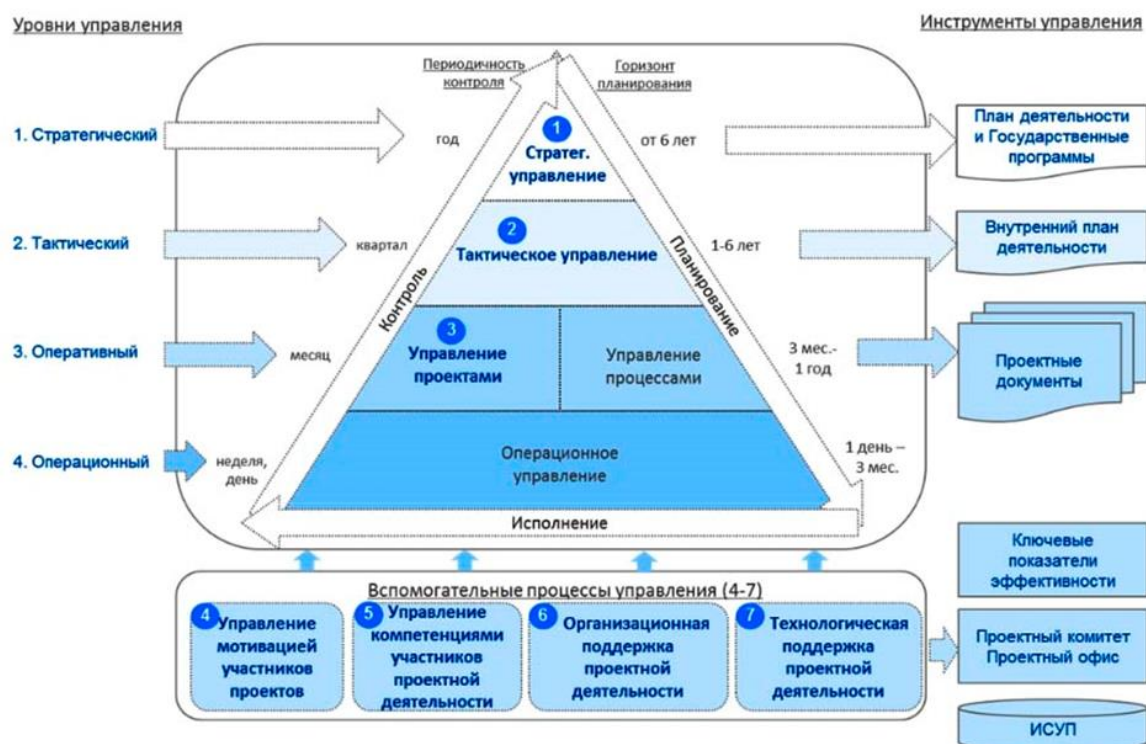 Уровни управления
Инструменты управления
Периодичность
контроля
Горизонт
планирования
1. Стратегический
год
1
Стратег.
управление
от 6 лет
План деятельности
и Государственные
программы
2. Тактический
квартал
2
Тактическое управление
1-6 лет
Внутренний план
деятельности
Контроль
Планирование
3. Оперативный
месяц
3
Управление
проектами
Управление
процессами
3 мес.-
1 год
Проектные
документы
4. Операционный
неделя,
день
Операционное
управление
1 день –
3 мес.
Исполнение
Ключевые
показатели
эффективности
Вспомогательные процессы управления (4-7)
4
Управление
мотивацией
участников
проектов
5
Управление
компетенциями
участников
проектной
деятельности
6
Организационная
поддержка
проектной
деятельности
7
Технологическая
поддержка
проектной
деятельности
Проектный комитет
Проектный офис
ИСУП